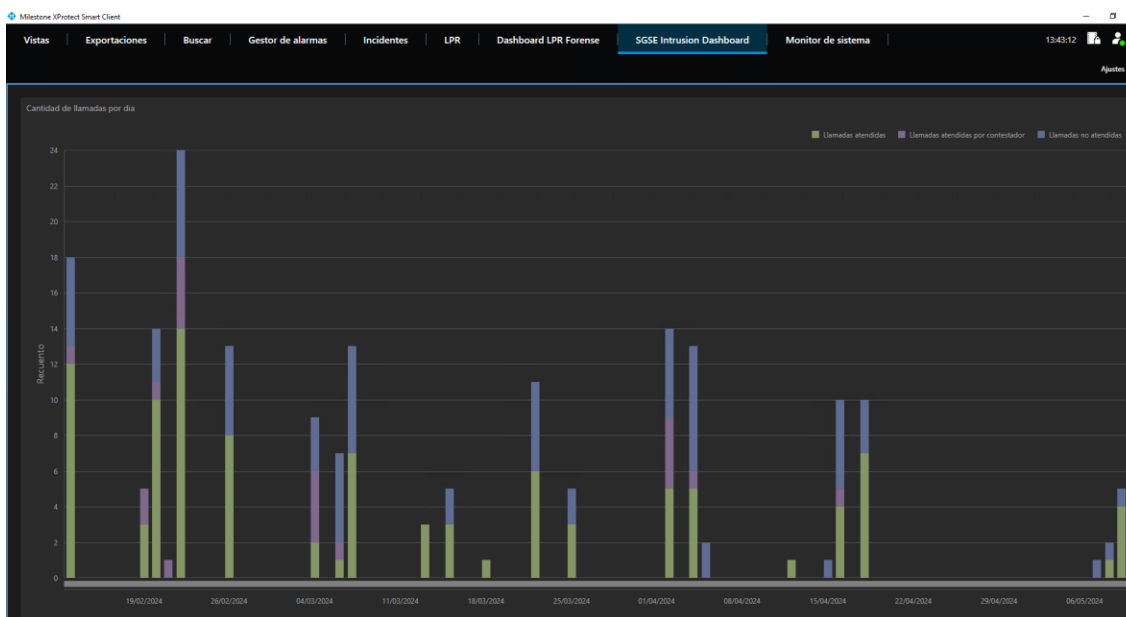 Milestone XProtect Smart Client
Vistas Exportaciones Buscar Gestor de alarmas Incidentes LPR Dashboard LPR Forense SGSE Intrusion Dashboard Monitor de sistema 13:43:12
Ajustes
Cantidad de llamadas por dia
Llamadas atendidas Llamadas atendidas por contestador Llamadas no atendidas
24
22
20
18
16
14
12
10
8
6
4
2
0
Recuento
19/02/2024 26/02/2024 04/03/2024 11/03/2024 18/03/2024 25/03/2024 01/04/2024 08/04/2024 15/04/2024 22/04/2024 29/04/2024 06/05/2024